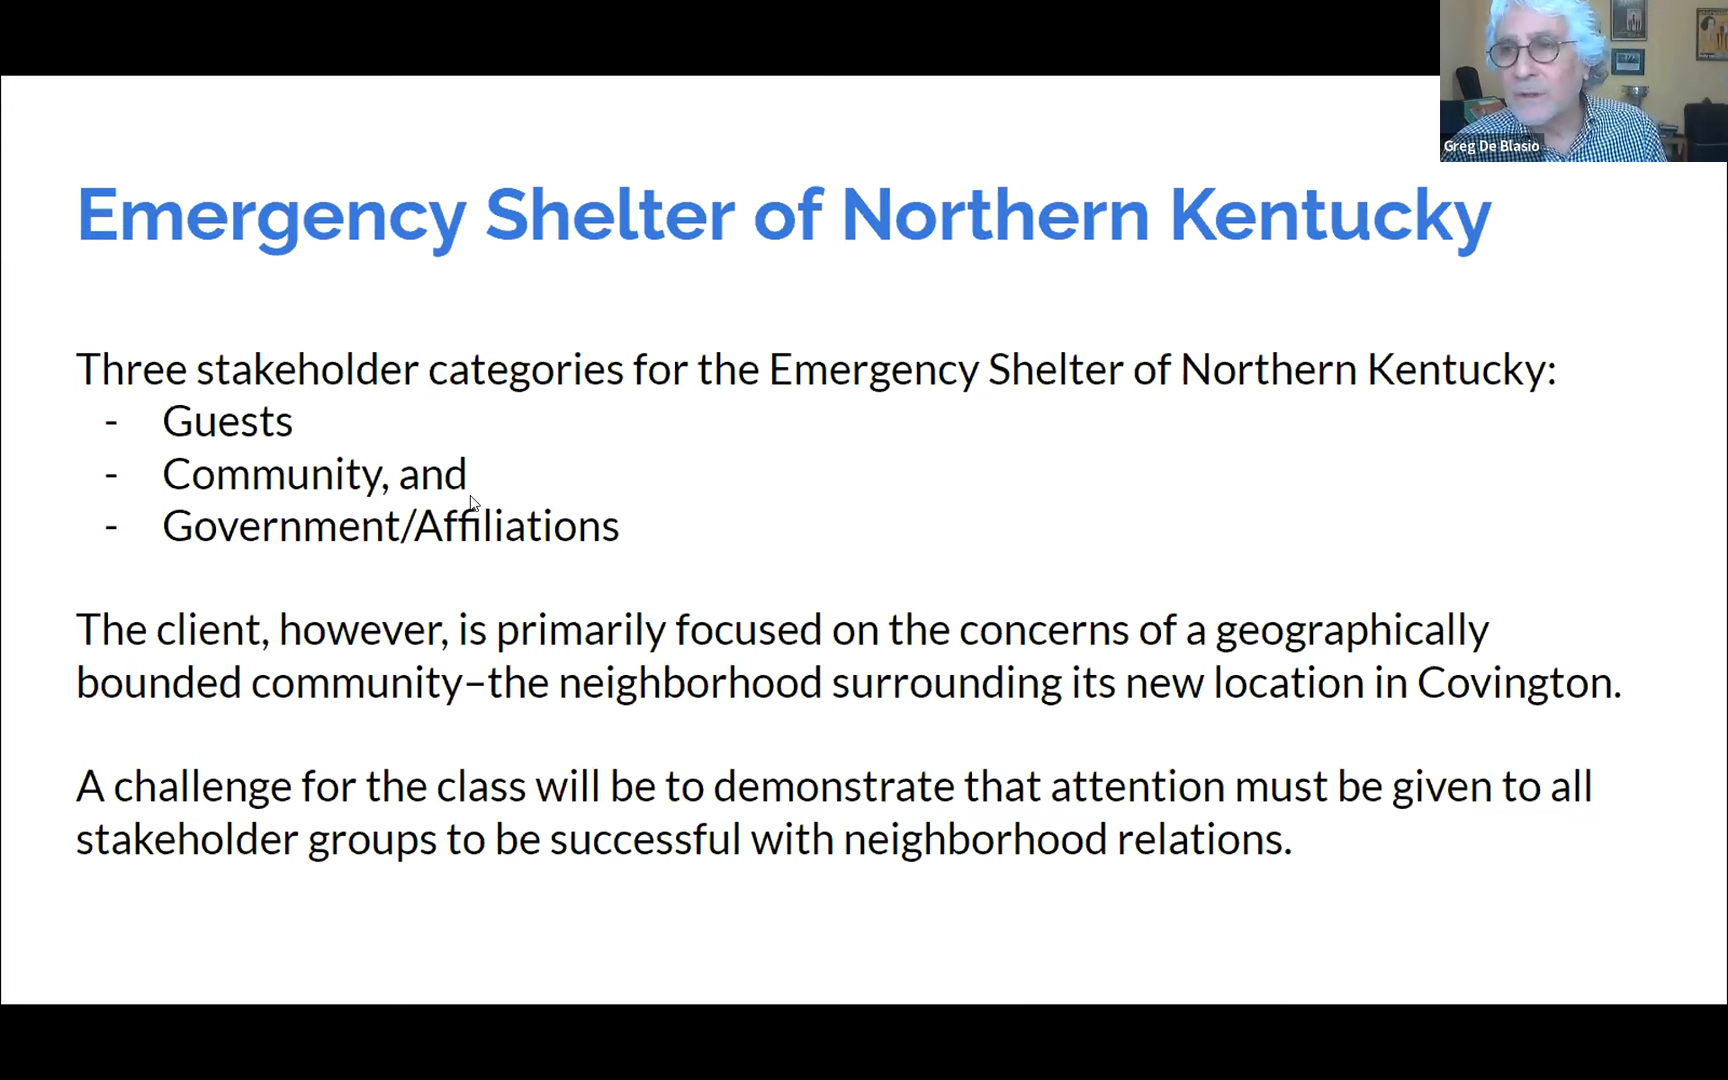 Greg De Blasio
Emergency Shelter of Northern Kentucky
Three stakeholder categories for the Emergency Shelter of Northern Kentucky:
- Guests
- Community, and
- Government/Affiliations
The client, however, is primarily focused on the concerns of a geographically
bounded community–the neighborhood surrounding its new location in Covington.
A challenge for the class will be to demonstrate that attention must be given to all
stakeholder groups to be successful with neighborhood relations.